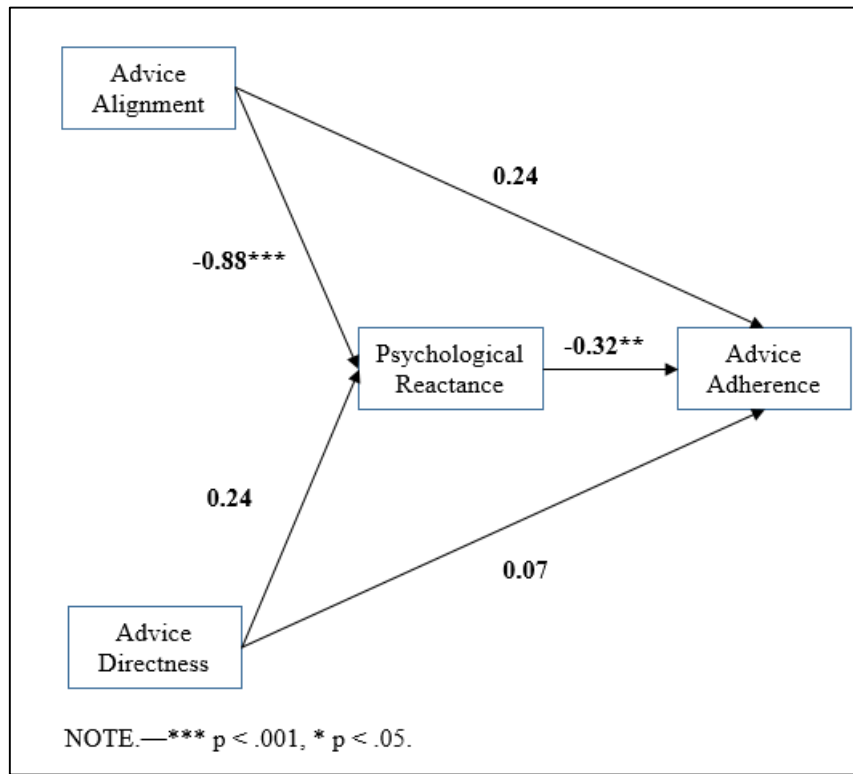 Advice
Alignment
0.24
-0.88***
Psychological
Reactance
-0.32**
Advice
Adherence
0.24
0.07
Advice
Directness
NOTE.—*** p < .001, * p < .05.